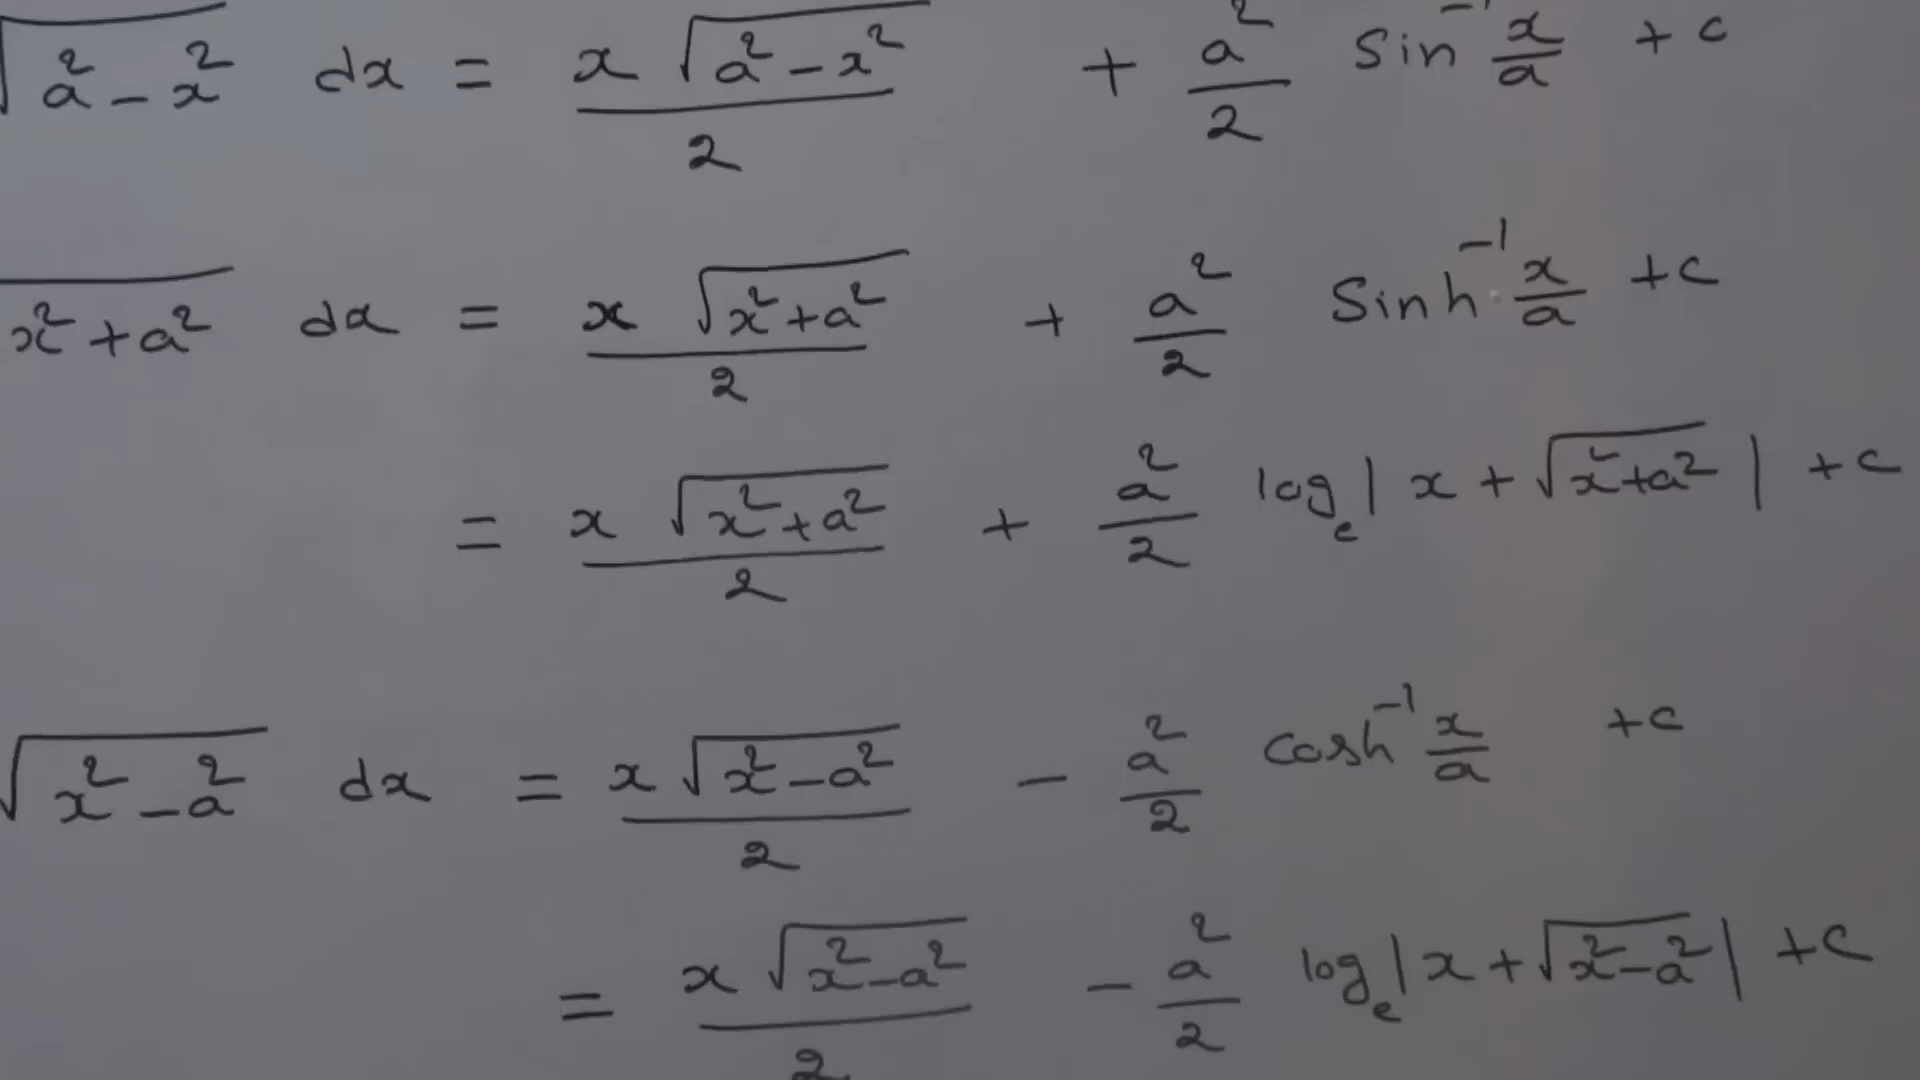 √(a² - x²) dx = x √(a² - x²) / 2 + a²/2 Sin⁻¹ x/a + c
√(x² + a²) dx = x √(x² + a²) / 2 + a²/2 Sinh⁻¹ x/a + c
= x √(x² + a²) / 2 + a²/2 logₑ | x + √(x² + a²) | + c
√(x² - a²) dx = x √(x² - a²) / 2 - a²/2 cosh⁻¹ x/a + c
= x √(x² - a²) / 2 - a²/2 logₑ | x + √(x² - a²) | + c